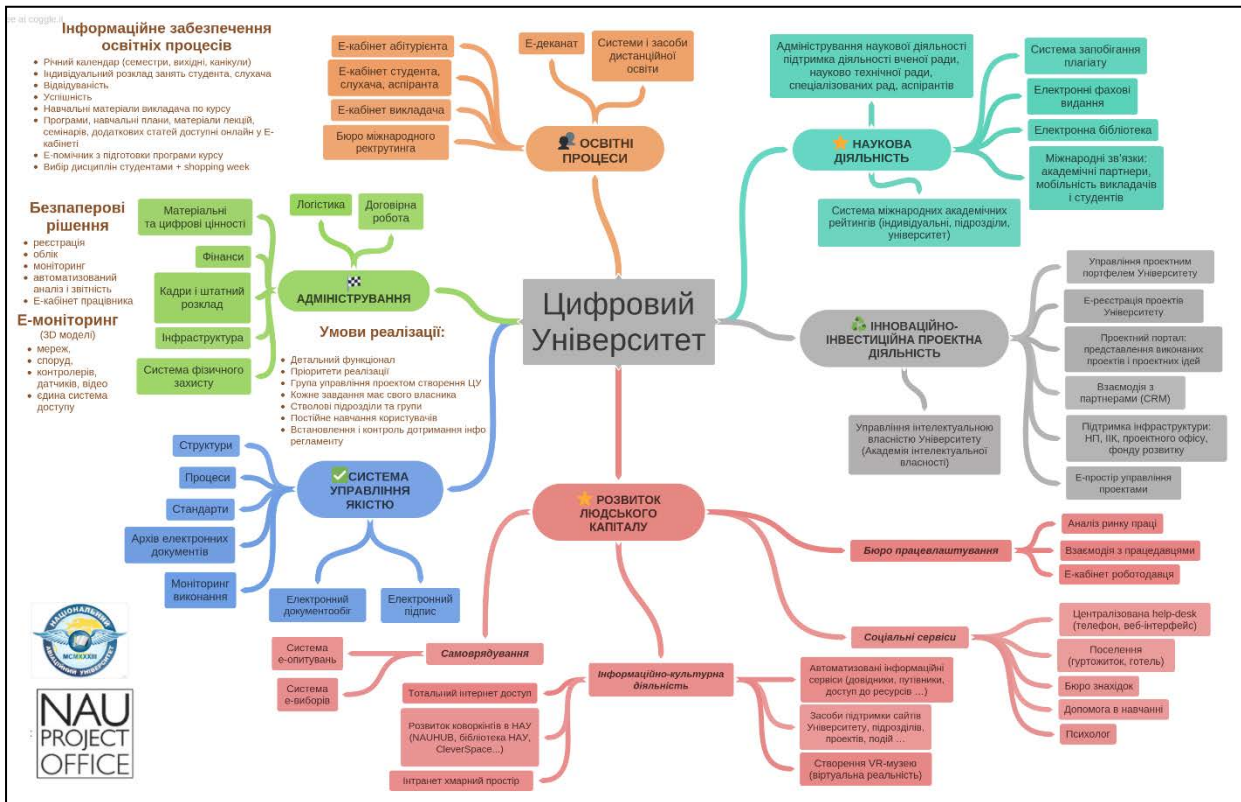 Інформаційне забезпечення
освітніх процесів
Річний календар (семестри, вихідні, канікули)
Індивідуальний розклад занять студента, слухача
Відвідуваність
Успішність
Навчальні матеріали викладача по курсу
Програми, навчальні плани, матеріали лекцій,
семінарів, додаткових статей доступні онлайн у Е-
кабінеті
Е-помічник з підготовки програми курсу
Вибір дисциплін студентами + shopping week
Безпаперові
рішення
реєстрація
облік
моніторинг
автоматизований
аналіз і звітність
Е-кабінет працівника
Е-моніторинг
(3D моделі)
мереж,
споруд,
контролерів,
датчиків, відео
єдина система
доступу
Е-кабінет абітурієнта
Е-кабінет студента,
слухача, аспіранта
Е-кабінет викладача
Бюро міжнародного
ректрутинга
Е-деканат
Системи і засоби
дистанційної
освіти
ОСВІТНІ
ПРОЦЕСИ
Адміністрування наукової діяльності
підтримка діяльності вченої ради,
науково технічної ради,
спеціалізованих рад, аспірантів
НАУКОВА
ДІЯЛЬНІСТЬ
Система запобігання
плагіату
Електронні фахові
видання
Електронна бібліотека
Міжнародні зв'язки:
академічні партнери,
мобільність викладачів
і студентів
Система міжнародних академічних
рейтингів (індивідуальні, підрозділи,
університет)
Матеріальні
та цифрові цінності
Фінанси
Кадри і штатний
розклад
Інфраструктура
Система фізичного
захисту
Логістика
Договірна
робота
АДМІНІСТРУВАННЯ
Цифровий
Університет
ІННОВАЦІЙНО-
ІНВЕСТИЦІЙНА ПРОЕКТНА
ДІЯЛЬНІСТЬ
Управління проектним
портфелем Університету
Е-реєстрація проектів
Університету
Проектний портал:
представлення виконаних
проектів і проектних ідей
Взаємодія з
партнерами (CRM)
Підтримка інфраструктури:
НП, ІІК, проектного офісу,
фонду розвитку
Е-простір управління
проектами
Управління інтелектуальною
власністю Університету
(Академія інтелектуальної
власності)
Умови реалізації:
Детальний функціонал
Пріоритети реалізації
Група управління проектом створення ЦУ
Кожне завдання має свого власника
Стволові підрозділи та групи
Постійне навчання користувачів
Встановлення і контроль дотримання інфо
регламенту
Структури
Процеси
Стандарти
Архів електронних
документів
Моніторинг
виконання
СИСТЕМА
УПРАВЛІННЯ
ЯКІСТЮ
Електронний
документообіг
Електронний
підпис
РОЗВИТОК
ЛЮДСЬКОГО
КАПІТАЛУ
Бюро працевлаштування
Аналіз ринку праці
Взаємодія з працедавцями
Е-кабінет роботодавця
Соціальні сервіси
Централізована help-desk
(телефон, веб-інтерфейс)
Поселення
(гуртожиток, готель)
Бюро знахідок
Допомога в навчанні
Психолог
Самоврядування
Система
е-опитувань
Система
е-виборів
Інформаційно-культурна
діяльність
Тотальний інтернет доступ
Розвиток коворкінгів в НАУ
(NAUHUB, бібліотека НАУ,
CleverSpace...)
Інтранет хмарний простір
Автоматизовані інформаційні
сервіси (довідники, путівники,
доступ до ресурсів ...)
Засоби підтримки сайтів
Університету, підрозділів,
проектів, подій ...
Створення VR-музею
(віртуальна реальність)
НАЦІОНАЛЬНИЙ
АВІАЦІЙНИЙ УНІВЕРСИТЕТ
MCMXXXIII
NAU
PROJECT
OFFICE